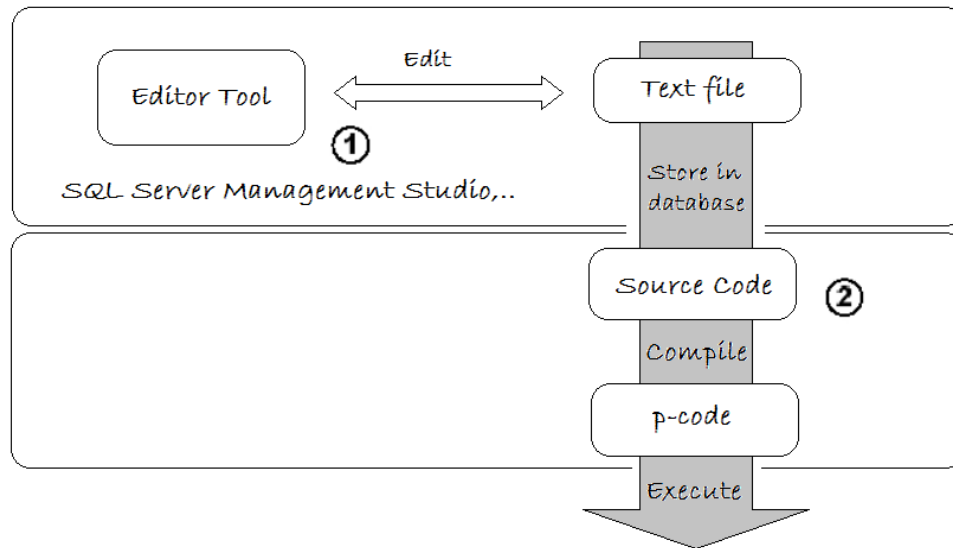 Edit
Editor Tool
Text file
1
SQL Server Management Studio,..
Store in
database
Source Code
2
Compile
p-code
Execute